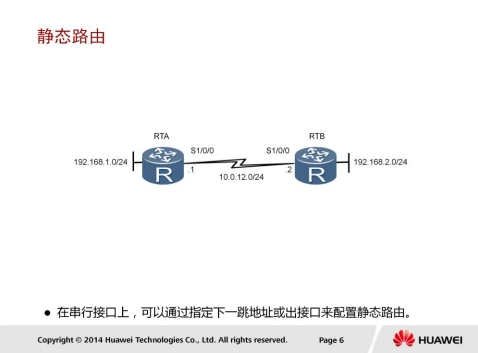 静态路由
RTA
RTB
S1/0/0
S1/0/0
192.168.1.0/24
192.168.2.0/24
R
.1
.2
R
10.0.12.0/24
● 在串行接口上，可以通过指定下一跳地址或出接口来配置静态路由。
Copyright © 2014 Huawei Technologies Co., Ltd. All rights reserved.
Page 6
HUAWEI